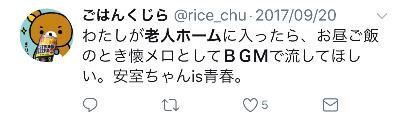 ごはんくじら @rice_chu・2017/09/20
わたしが老人ホームに入ったら、お昼ご飯
のとき懐メロとしてＢＧＭで流してほし
い。安室ちゃんis青春。
5